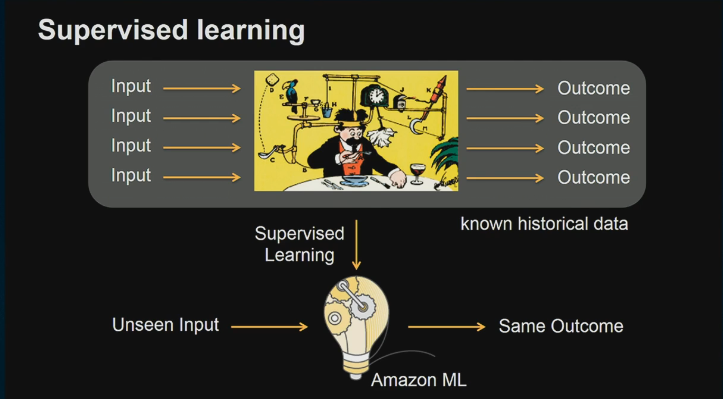 Supervised learning
Input
Outcome
Input
Outcome
Input
Outcome
Input
Outcome
A
B
C
D
E
F
G
H
I
J
K
L
M
known historical data
Supervised
Learning
Unseen Input
Same Outcome
Amazon ML